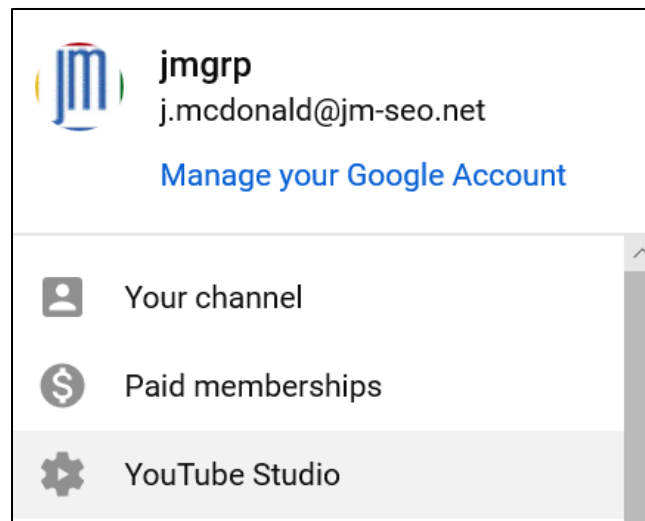 jm
jmgrp
j.mcdonald@jm-seo.net
Manage your Google Account
Your channel
Paid memberships
YouTube Studio